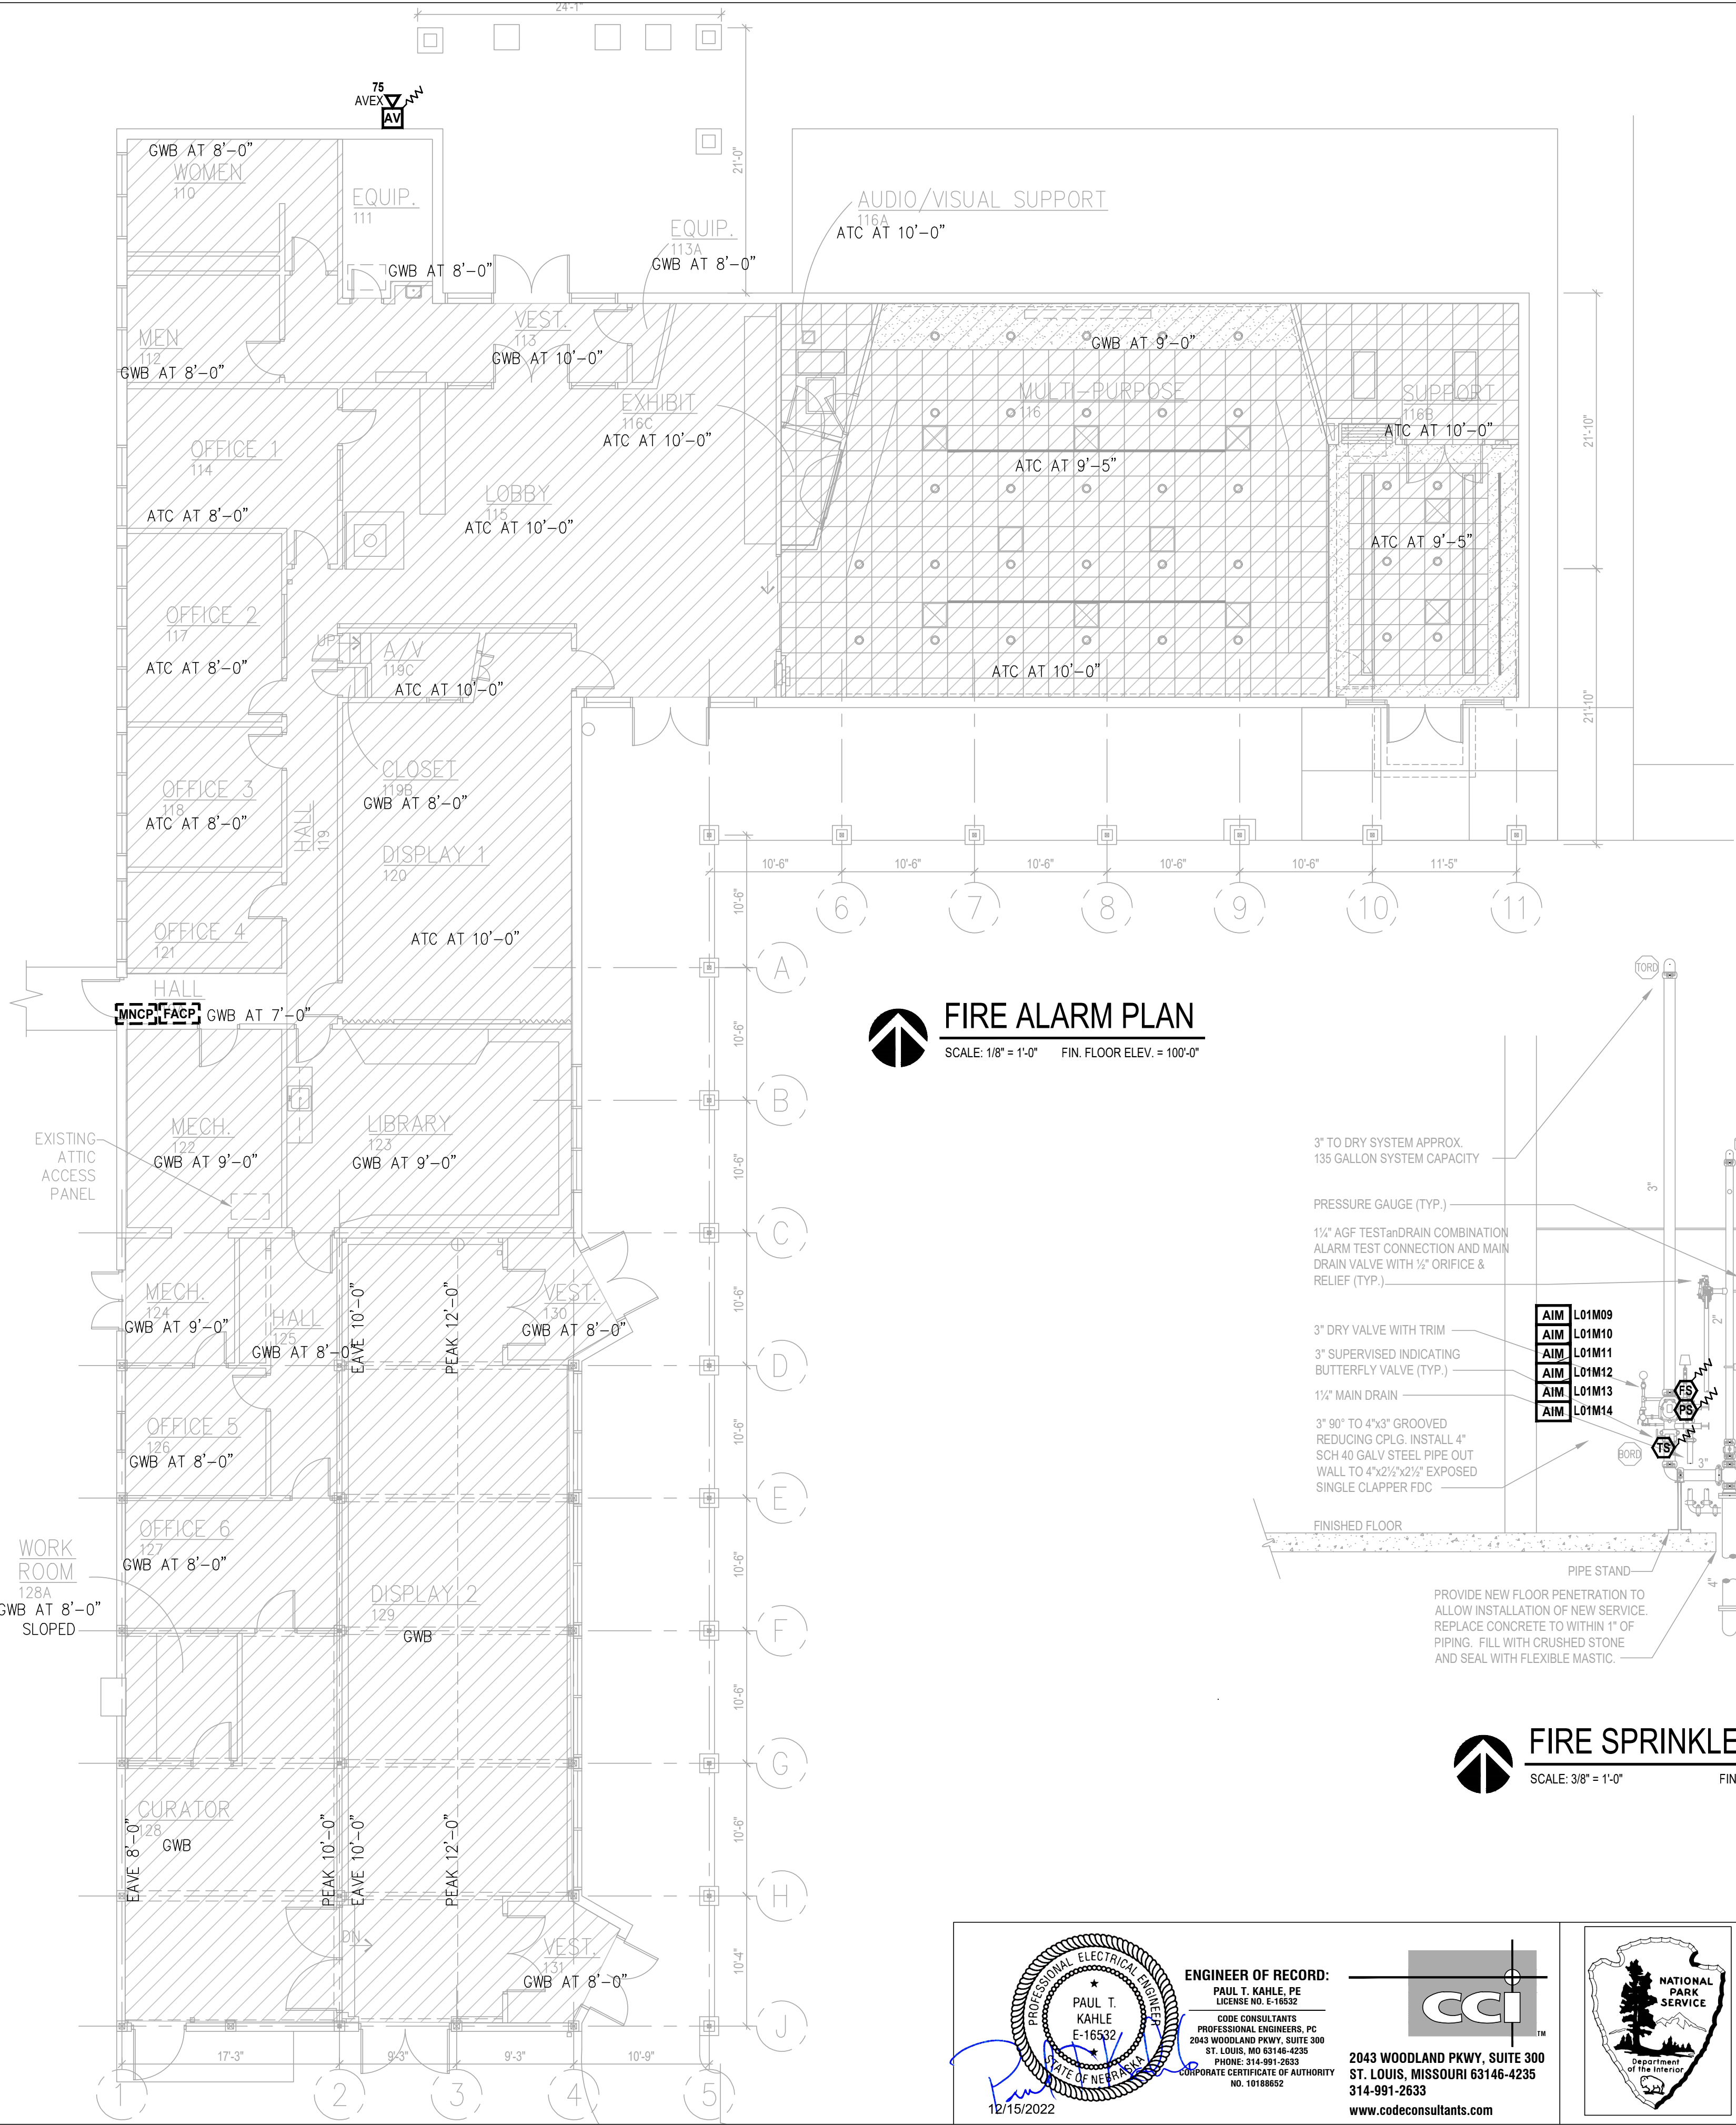 24'-1"
75
AVEX
AV
GWB AT 8'-0"
WOMEN
110
EQUIP.
111
21'-0"
AUDIO/VISUAL SUPPORT
116A
ATC AT 10'-0"
EQUIP.
113A
GWB AT 8'-0"
GWB AT 8'-0"
VEST.
113
GWB AT 10'-0"
MEN
112
GWB AT 8'-0"
GWB AT 9'-0"
MULTI-PURPOSE
116
SUPPORT
116B
ATC AT 10'-0"
EXHIBIT
116C
ATC AT 10'-0"
21'-10"
OFFICE 1
114
ATC AT 8'-0"
LOBBY
115
ATC AT 10'-0"
ATC AT 9'-5"
ATC AT 9'-5"
OFFICE 2
117
ATC AT 8'-0"
UP
A/V
119C
ATC AT 10'-0"
ATC AT 10'-0"
21'-10"
OFFICE 3
118
ATC AT 8'-0"
HALL
119
CLOSET
119B
GWB AT 8'-0"
DISPLAY 1
120
ATC AT 10'-0"
10'-6"
10'-6"
10'-6"
10'-6"
10'-6"
11'-5"
6
7
8
9
10
11
OFFICE 4
121
HALL
MNCP
FACP
GWB AT 7'-0"
10'-6"
A
10'-6"
B
10'-6"
C
10'-6"
D
10'-6"
E
10'-6"
F
10'-6"
G
10'-6"
H
10'-4"
J
FIRE ALARM PLAN
SCALE: 1/8" = 1'-0" FIN. FLOOR ELEV. = 100'-0"
EXISTING
ATTIC
ACCESS
PANEL
MECH.
122
GWB AT 9'-0"
LIBRARY
123
GWB AT 9'-0"
MECH.
124
GWB AT 9'-0"
HALL
125
GWB AT 8'-0"
EAVE 10'-0"
PEAK 12'-0"
VEST.
130
GWB AT 8'-0"
OFFICE 5
126
GWB AT 8'-0"
OFFICE 6
127
GWB AT 8'-0"
WORK
ROOM
128A
GWB AT 8'-0"
SLOPED
DISPLAY 2
129
GWB
CURATOR
128
GWB
EAVE 8'-0"
PEAK 10'-0"
EAVE 10'-0"
PEAK 12'-0"
DN
VEST.
131
GWB AT 8'-0"
17'-3"
9'-3"
9'-3"
10'-9"
1
2
3
4
5
TORD
3" TO DRY SYSTEM APPROX.
135 GALLON SYSTEM CAPACITY
3"
PRESSURE GAUGE (TYP.)
1¼" AGF TESTanDRAIN COMBINATION
ALARM TEST CONNECTION AND MAIN
DRAIN VALVE WITH ½" ORIFICE &
RELIEF (TYP.)
2"
AIM L01M09
AIM L01M10
AIM L01M11
AIM L01M12
AIM L01M13
AIM L01M14
3" DRY VALVE WITH TRIM
3" SUPERVISED INDICATING
BUTTERFLY VALVE (TYP.)
1¼" MAIN DRAIN
FS
PS
TS
BORD
3"
3" 90° TO 4"x3" GROOVED
REDUCING CPLG. INSTALL 4"
SCH 40 GALV STEEL PIPE OUT
WALL TO 4"x2½"x2½" EXPOSED
SINGLE CLAPPER FDC
FINISHED FLOOR
PIPE STAND
4"
PROVIDE NEW FLOOR PENETRATION TO
ALLOW INSTALLATION OF NEW SERVICE.
REPLACE CONCRETE TO WITHIN 1" OF
PIPING. FILL WITH CRUSHED STONE
AND SEAL WITH FLEXIBLE MASTIC.
FIRE SPRINKLE
SCALE: 3/8" = 1'-0" FIN
PROFESSIONAL ELECTRICAL ENGINEER
PAUL T.
KAHLE
E-16532
STATE OF NEBRASKA
12/15/2022
ENGINEER OF RECORD:
PAUL T. KAHLE, PE
LICENSE NO. E-16532
CODE CONSULTANTS
PROFESSIONAL ENGINEERS, PC
2043 WOODLAND PKWY, SUITE 300
ST. LOUIS, MO 63146-4235
PHONE: 314-991-2633
CORPORATE CERTIFICATE OF AUTHORITY
NO. 10188652
CCI
TM
2043 WOODLAND PKWY, SUITE 300
ST. LOUIS, MISSOURI 63146-4235
314-991-2633
www.codeconsultants.com
NATIONAL
PARK
SERVICE
Department
of the Interior